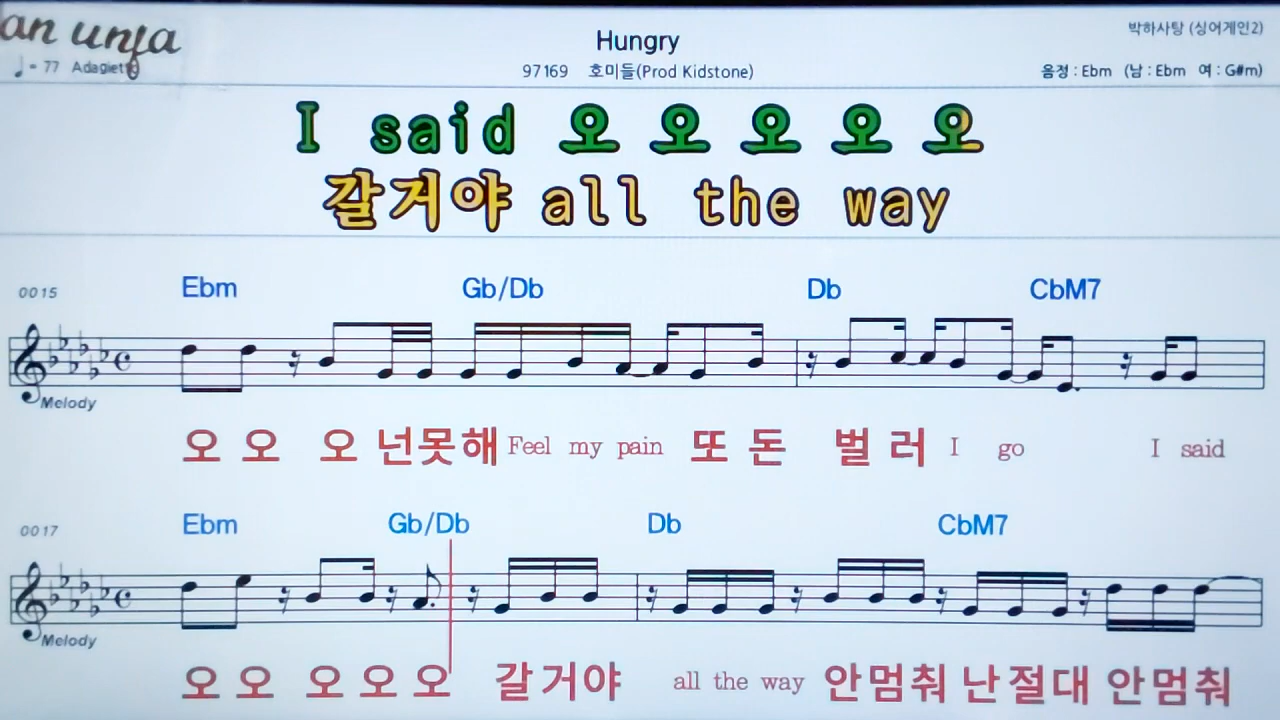 an unja
Hungry
박하사탕 (싱어게인2)
♩= 77 Adagietto
97169 호미들(Prod Kidstone)
음정 : Ebm (남 : Ebm 여 : G#m)
I said 오 오 오 오 오
갈거야 all the way
0015 Ebm Gb/Db Db CbM7
Melody
오 오 오 넌못해 Feel my pain 또 돈 벌 러 I go I said
0017 Ebm Gb/Db Db CbM7
Melody
오 오 오 오 오 갈거야 all the way 안멈춰 난절대 안멈춰